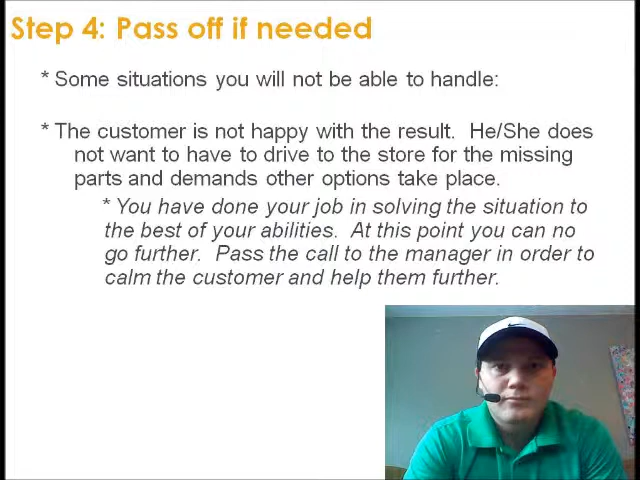 Step 4: Pass off if needed
* Some situations you will not be able to handle:
* The customer is not happy with the result.  He/She does
not want to have to drive to the store for the missing
parts and demands other options take place.
* You have done your job in solving the situation to
the best of your abilities.  At this point you can no
go further.  Pass the call to the manager in order to
calm the customer and help them further.